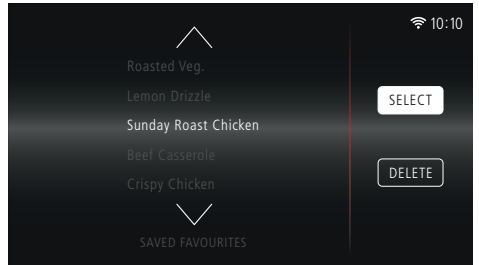 10:10
Roasted Veg.
Lemon Drizzle
SELECT
Sunday Roast Chicken
Beef Casserole
DELETE
Crispy Chicken
SAVED FAVOURITES